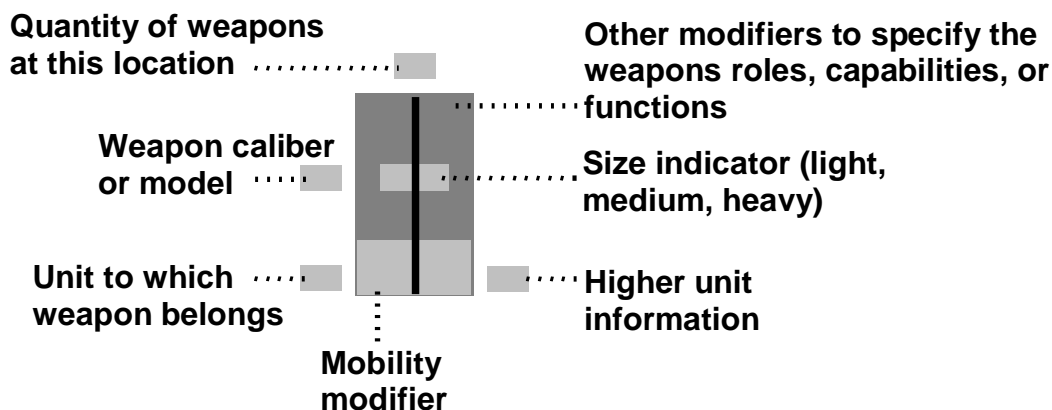 Quantity of weapons
at this location
Other modifiers to specify the
weapons roles, capabilities, or
functions
Weapon caliber
or model
Size indicator (light,
medium, heavy)
Unit to which
weapon belongs
Higher unit
information
Mobility
modifier